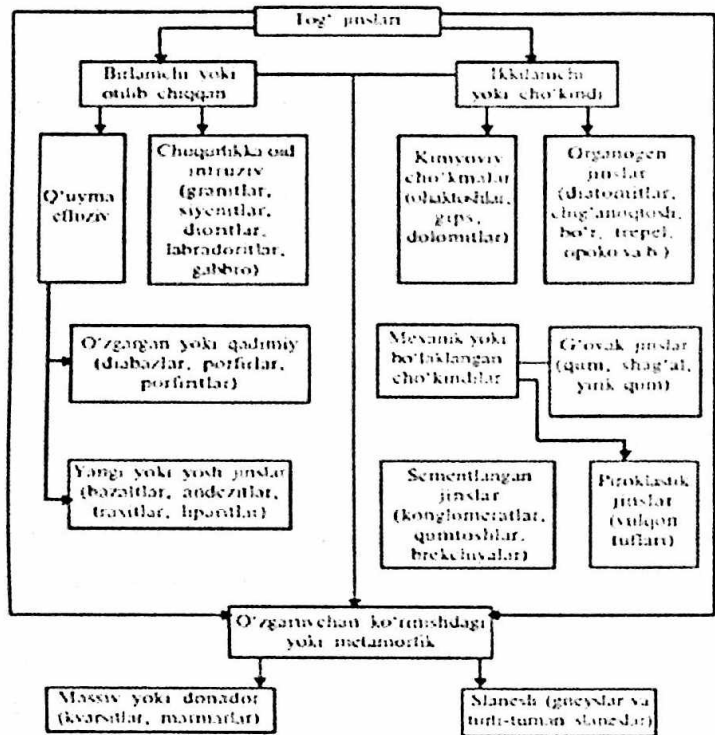 Tog‘ jinslari
Birlamchi yoki
otilib chiqqan
Ikkilamchi
yoki cho‘kindi
Q‘uyma
effuziv
Chuqurlikka oid
intruziv
(granitlar,
siyenitlar,
dioritlar,
labradoritlar,
gabbro)
Kimyoviy
cho‘kmalar
(ohaktoshlar,
gips,
dolomitlar)
Organogen
jinslar
(diatomitlar,
chig‘anoqtosh,
bo‘r, trepel,
opoko va b.)
O‘zgargan yoki qadimiy
(diabazlar, porfirlar,
porfiritlar)
Mexanik yoki
bo‘laklangan
cho‘kindilar
G‘ovak jinslar
(qum, shag‘al,
yirik qum)
Yangi yoki yosh jinslar
(bazaltlar, andezitlar,
traxitlar, liparitlar)
Sementlangan
jinslar
(konglomeratlar,
qumtoshlar,
brekchiyalar)
Piroklastik
jinslar
(vulqon
tuflari)
O‘zgaruvchan ko‘rinishdagi
yoki metamorfik
Massiv yoki donador
(kvarsitlar, marmarlar)
Slanesli (gneyslar va
turli-tuman slaneslar)